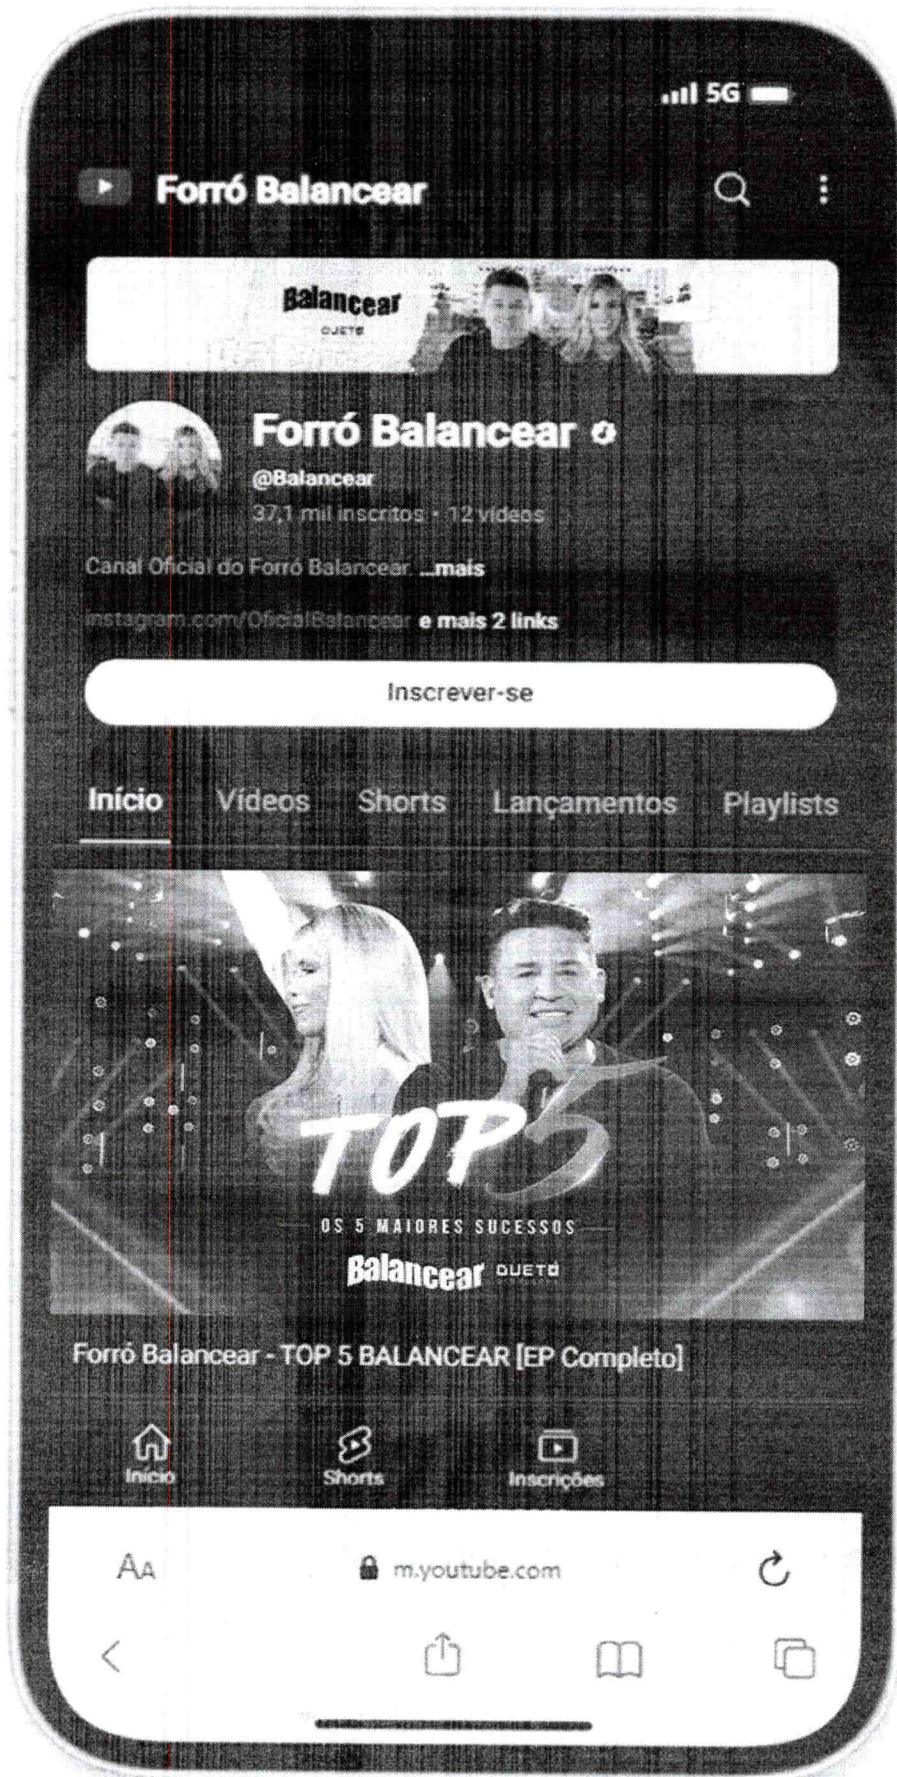 5G
Forró Balancear
Balancear
DUETO
Forró Balancear
@Balancear
37,1 mil inscritos • 12 vídeos
Canal Oficial do Forró Balancear. ...mais
instagram.com/OficialBalancear e mais 2 links
Inscrever-se
Início Vídeos Shorts Lançamentos Playlists
TOP 5
OS 5 MAIORES SUCESSOS
Balancear DUETO
Forró Balancear - TOP 5 BALANCEAR [EP Completo]
Início Shorts Inscrições
AA m.youtube.com